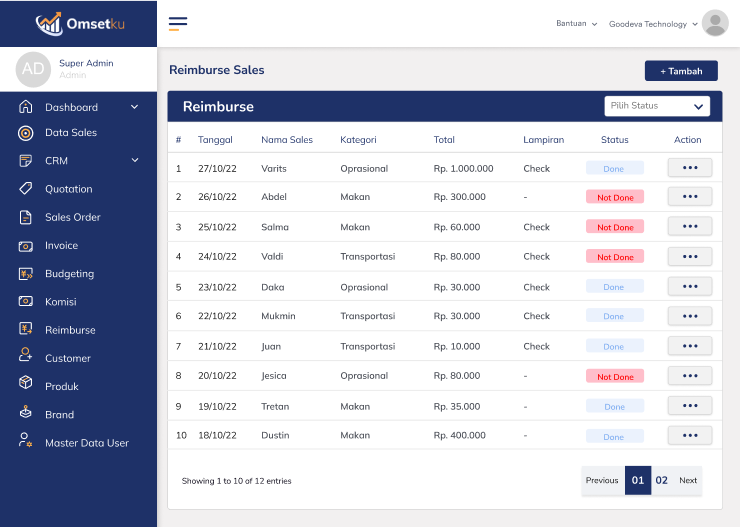 Omsetku
Bantuan
Goodeva Technology
AD
Super Admin
Admin
Dashboard
Data Sales
CRM
Quotation
Sales Order
Invoice
Budgeting
Komisi
Reimburse
Customer
Produk
Brand
Master Data User
Reimburse Sales
+ Tambah
Reimburse
Pilih Status
# Tanggal Nama Sales Kategori Total Lampiran Status Action
1 27/10/22 Varits Oprasional Rp. 1.000.000 Check Done
2 26/10/22 Abdel Makan Rp. 300.000 - Not Done
3 25/10/22 Salma Makan Rp. 60.000 Check Not Done
4 24/10/22 Valdi Transportasi Rp. 80.000 Check Not Done
5 23/10/22 Daka Oprasional Rp. 30.000 Check Done
6 22/10/22 Mukmin Transportasi Rp. 30.000 Check Done
7 21/10/22 Juan Transportasi Rp. 10.000 Check Done
8 20/10/22 Jesica Oprasional Rp. 80.000 - Not Done
9 19/10/22 Tretan Makan Rp. 35.000 - Done
10 18/10/22 Dustin Makan Rp. 400.000 - Done
Showing 1 to 10 of 12 entries
Previous 01 02 Next